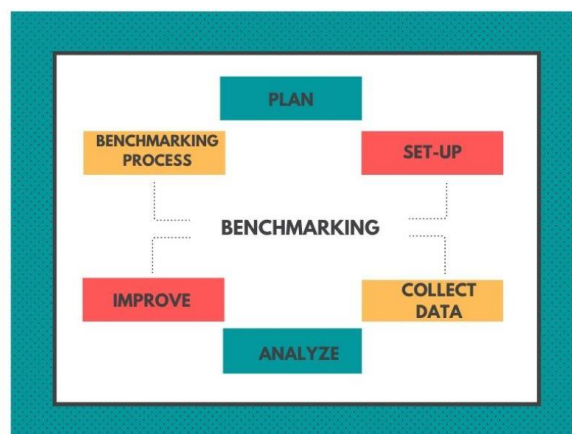 PLAN
BENCHMARKING
PROCESS
SET-UP
BENCHMARKING
IMPROVE
COLLECT
DATA
ANALYZE